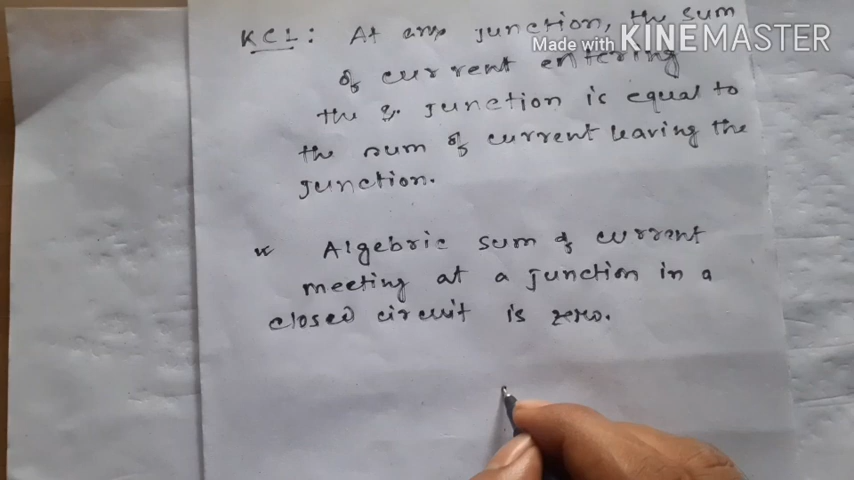 KCL: At any junction, the sum
Made with KINEMASTER
of current entering
the junction is equal to
the sum of current leaving the
junction.
Algebric sum of current
meeting at a junction in a
closed circuit is zero.